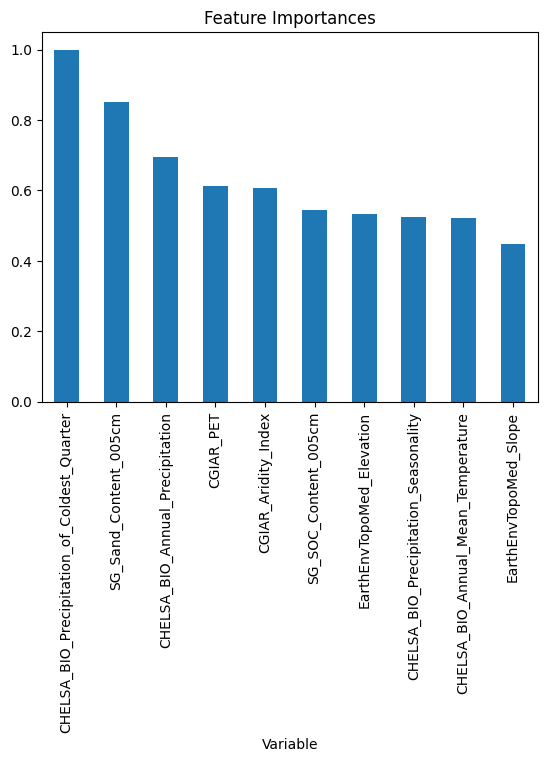 Feature Importances
1.0
0.8
0.6
0.4
0.2
0.0
CHELSA_BIO_Precipitation_of_Coldest_Quarter
SG_Sand_Content_005cm
CHELSA_BIO_Annual_Precipitation
CGIAR_PET
CGIAR_Aridity_Index
SG_SOC_Content_005cm
EarthEnvTopoMed_Elevation
CHELSA_BIO_Precipitation_Seasonality
CHELSA_BIO_Annual_Mean_Temperature
EarthEnvTopoMed_Slope
Variable